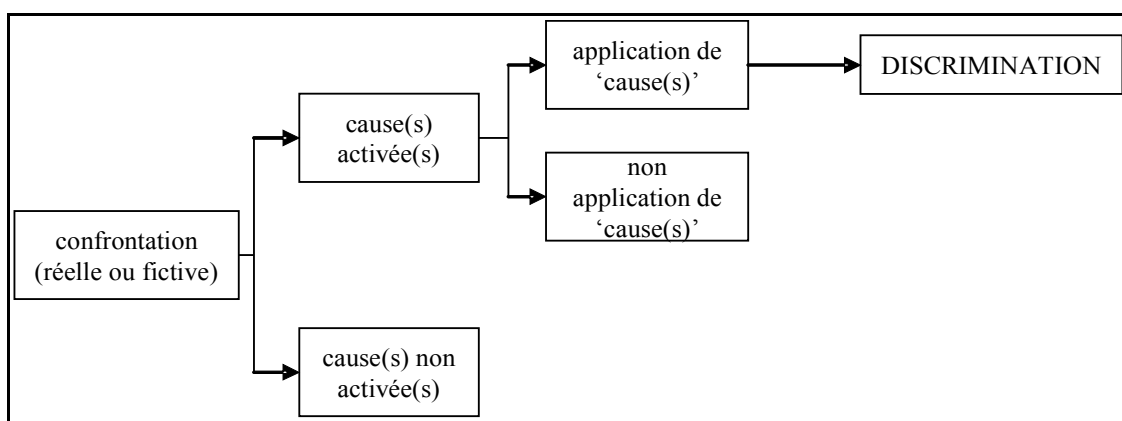 application de
‘cause(s)’
DISCRIMINATION
cause(s)
activée(s)
non
application de
‘cause(s)’
confrontation
(réelle ou fictive)
cause(s) non
activée(s)